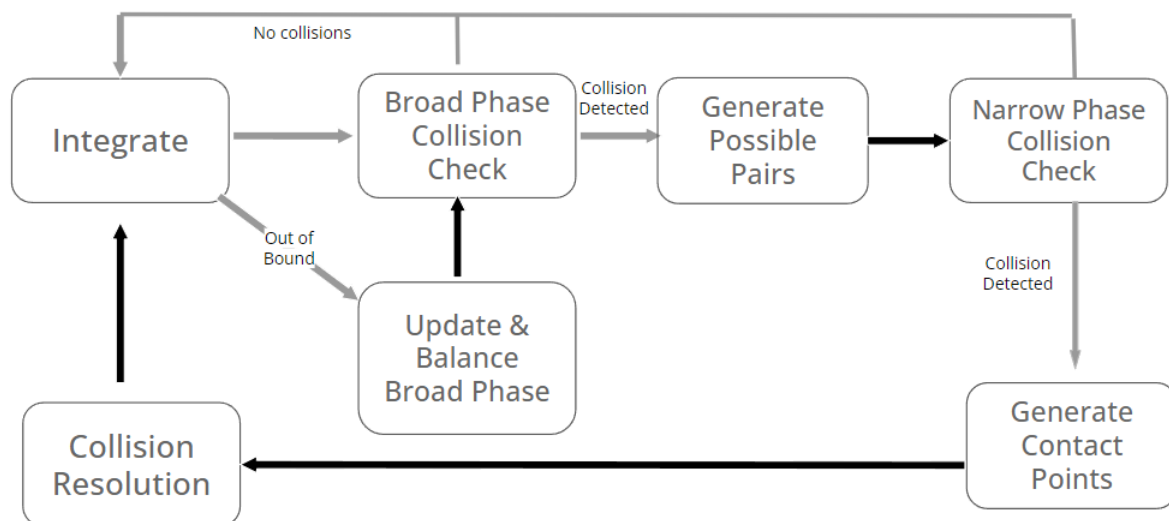 No collisions
Integrate
Broad Phase
Collision
Check
Collision
Detected
Generate
Possible
Pairs
Narrow Phase
Collision
Check
Out of
Bound
Collision
Detected
Update &
Balance
Broad Phase
Generate
Contact
Points
Collision
Resolution